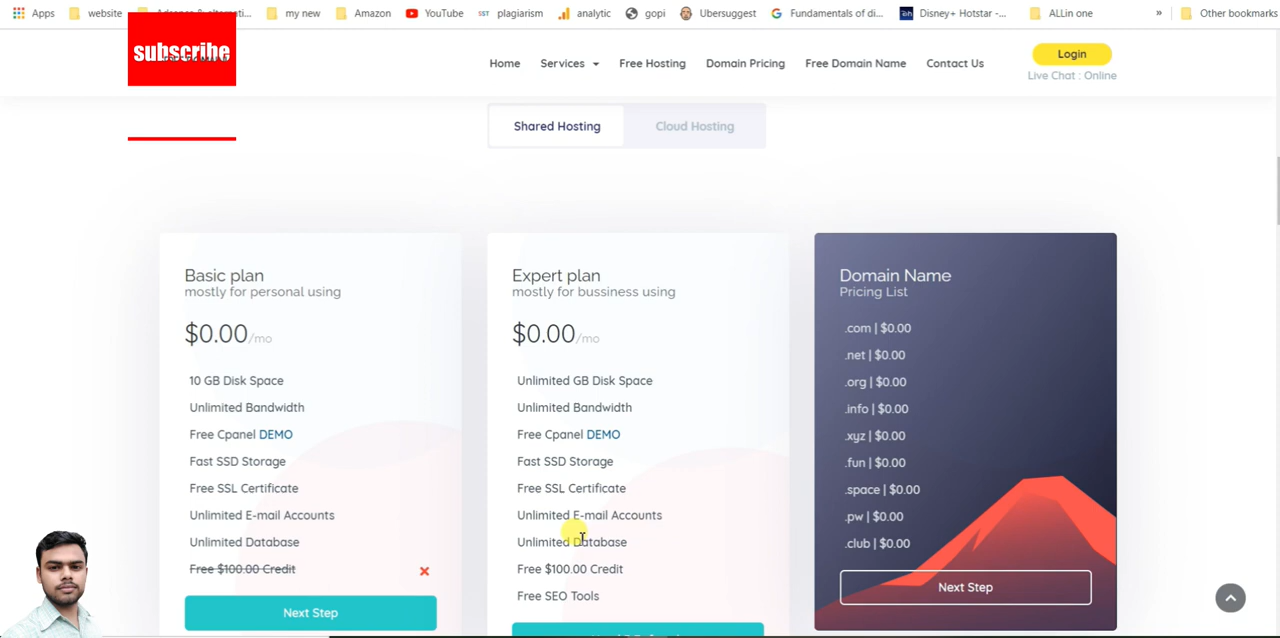 Apps
website
my new
Amazon
YouTube
SST plagiarism
analytic
gopi
Ubersuggest
Fundamentals of di...
Disney+ Hotstar -...
ALLin one
»
Other bookmarks
subscribe
Home
Services
Free Hosting
Domain Pricing
Free Domain Name
Contact Us
Login
Live Chat : Online
Shared Hosting
Cloud Hosting
Basic plan
mostly for personal using
$0.00/mo
10 GB Disk Space
Unlimited Bandwidth
Free Cpanel DEMO
Fast SSD Storage
Free SSL Certificate
Unlimited E-mail Accounts
Unlimited Database
Free $100.00 Credit
Next Step
Expert plan
mostly for bussiness using
$0.00/mo
Unlimited GB Disk Space
Unlimited Bandwidth
Free Cpanel DEMO
Fast SSD Storage
Free SSL Certificate
Unlimited E-mail Accounts
Unlimited Database
Free $100.00 Credit
Free SEO Tools
Domain Name
Pricing List
.com | $0.00
.net | $0.00
.org | $0.00
.info | $0.00
.xyz | $0.00
.fun | $0.00
.space | $0.00
.pw | $0.00
.club | $0.00
Next Step